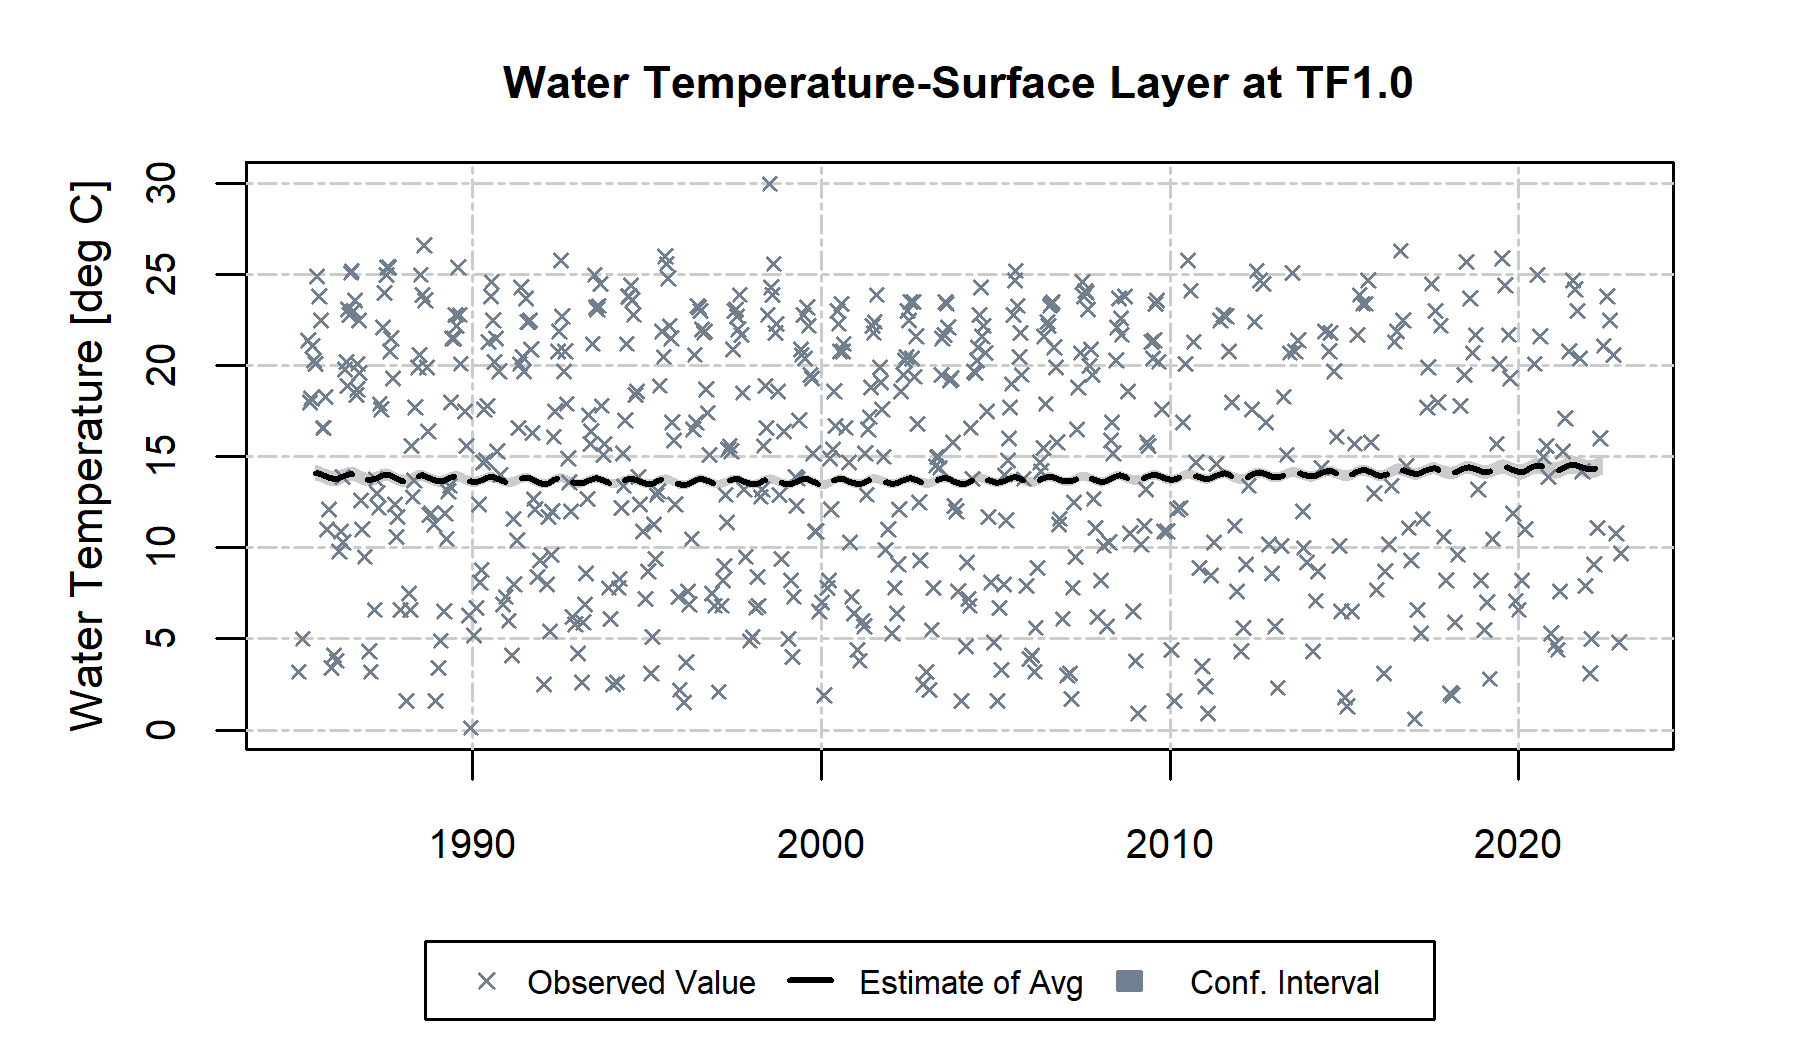 Water Temperature-Surface Layer at TF1.0
Water Temperature [deg C]
30
25
20
15
10
5
0
1990 2000 2010 2020
Observed Value Estimate of Avg Conf. Interval